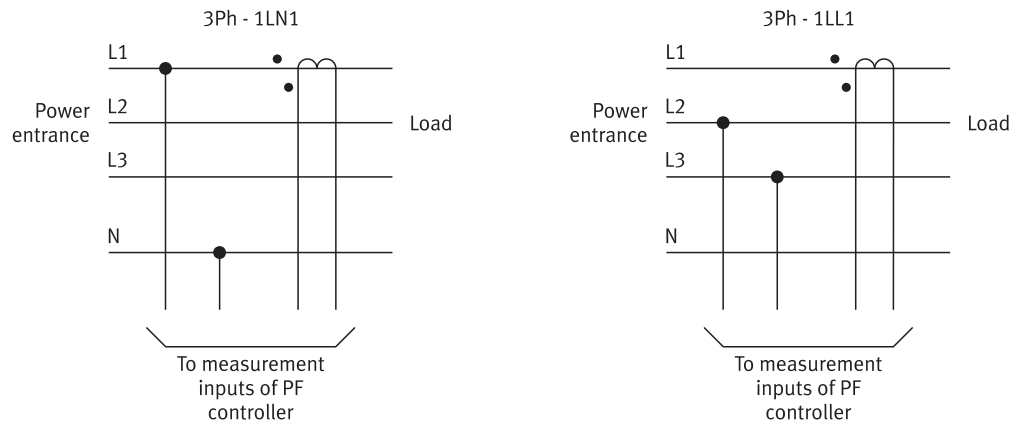 3Ph - 1LN1
L1
L2
Power
entrance
Load
L3
N
To measurement
inputs of PF
controller
3Ph - 1LL1
L1
L2
Power
entrance
Load
L3
N
To measurement
inputs of PF
controller